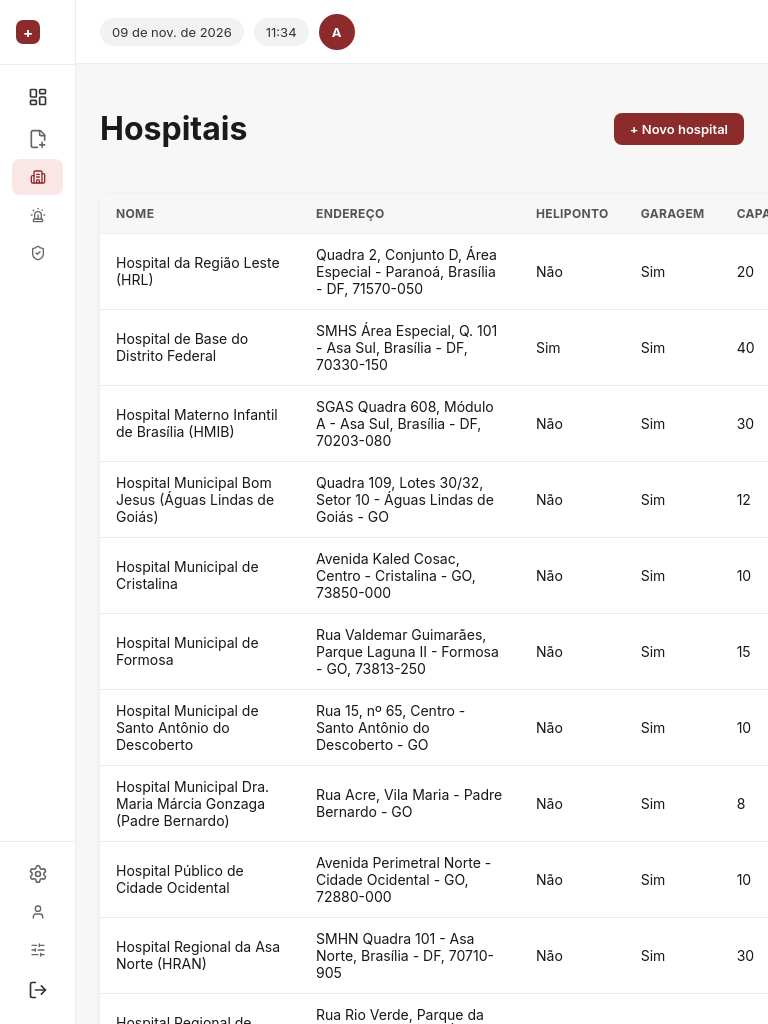 +
09 de nov. de 2026
11:34
A
Hospitais
+ Novo hospital
NOME
ENDEREÇO
HELIPONTO
GARAGEM
Hospital da Região Leste
(HRL)
Quadra 2, Conjunto D, Área
Especial - Paranoá, Brasília
- DF, 71570-050
Não
Sim
20
Hospital de Base do
Distrito Federal
SMHS Área Especial, Q. 101
- Asa Sul, Brasília - DF,
70330-150
Sim
Sim
40
Hospital Materno Infantil
de Brasília (HMIB)
SGAS Quadra 608, Módulo
A - Asa Sul, Brasília - DF,
70203-080
Não
Sim
30
Hospital Municipal Bom
Jesus (Águas Lindas de
Goiás)
Quadra 109, Lotes 30/32,
Setor 10 - Águas Lindas de
Goiás - GO
Não
Sim
12
Hospital Municipal de
Cristalina
Avenida Kaled Cosac,
Centro - Cristalina - GO,
73850-000
Não
Sim
10
Hospital Municipal de
Formosa
Rua Valdemar Guimarães,
Parque Laguna II - Formosa
- GO, 73813-250
Não
Sim
15
Hospital Municipal de
Santo Antônio do
Descoberto
Rua 15, nº 65, Centro -
Santo Antônio do
Descoberto - GO
Não
Sim
10
Hospital Municipal Dra.
Maria Márcia Gonzaga
(Padre Bernardo)
Rua Acre, Vila Maria - Padre
Bernardo - GO
Não
Sim
8
Hospital Público de
Cidade Ocidental
Avenida Perimetral Norte -
Cidade Ocidental - GO,
72880-000
Não
Sim
10
Hospital Regional da Asa
Norte (HRAN)
SMHN Quadra 101 - Asa
Norte, Brasília - DF, 70710-
905
Não
Sim
30
Hospital Regional de
Rua Rio Verde, Parque da